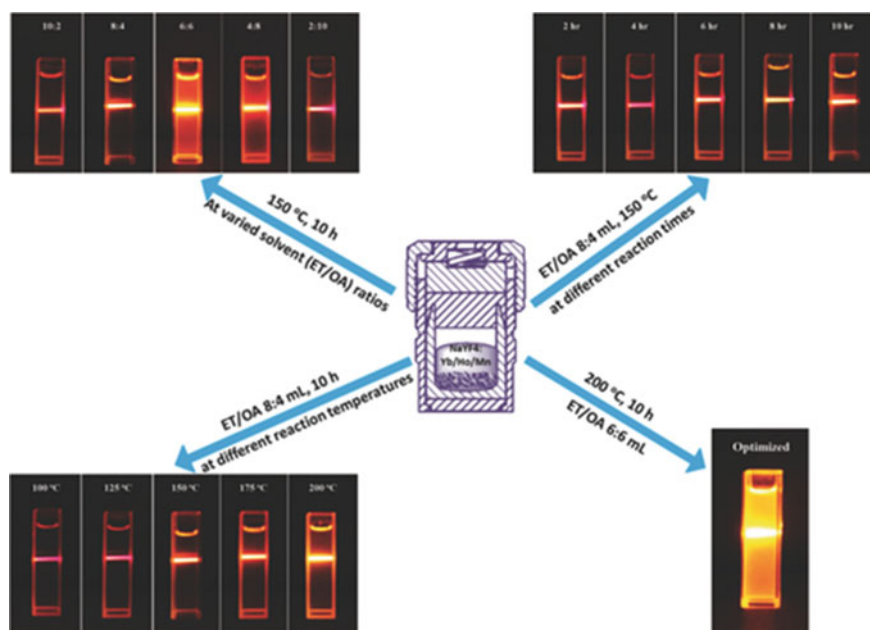 10:2 8:4 6:6 4:8 2:10
2 hr 4 hr 6 hr 8 hr 10 hr
150 °C, 10 h
At varied solvent (ET/OA) ratios
ET/OA 8:4 mL, 150 °C
at different reaction times
NaYF4:
Yb/Ho/Mn
ET/OA 8:4 mL, 10 h
at different reaction temperatures
200 °C, 10 h
ET/OA 6:6 mL
100 °C 125 °C 150 °C 175 °C 200 °C
Optimized